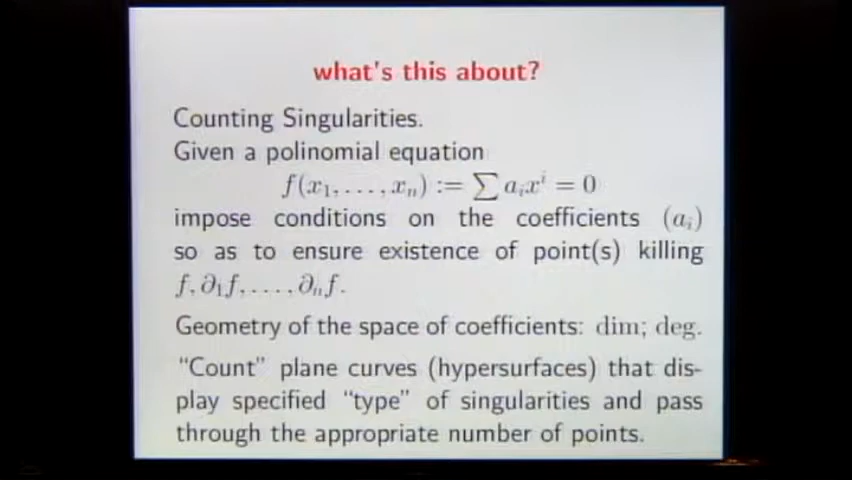 what's this about?
Counting Singularities.
Given a polinomial equation
f(x₁, . . . , xₙ) := ∑ aᵢxⁱ = 0
impose conditions on the coefficients (aᵢ)
so as to ensure existence of point(s) killing
f, ∂₁f, . . . , ∂ₙf.
Geometry of the space of coefficients: dim; deg.
“Count” plane curves (hypersurfaces) that dis-
play specified “type” of singularities and pass
through the appropriate number of points.